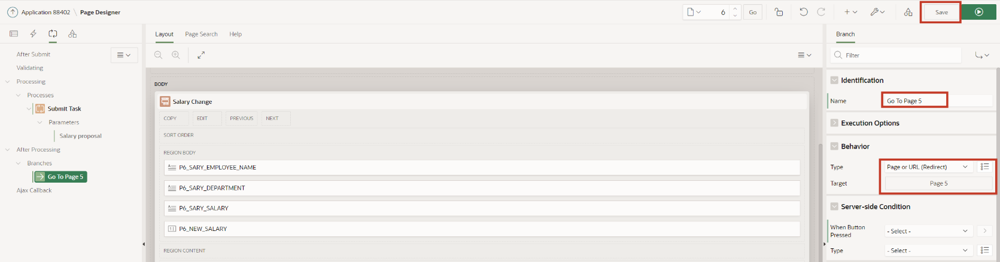 Application 88402 \ Page Designer
6
Go
Save
Layout
Page Search
Help
Branch
After Submit
Validating
Processing
Processes
Submit Task
Parameters
Salary proposal
After Processing
Branches
Go To Page 5
Ajax Callback
BODY
Salary Change
COPY
EDIT
PREVIOUS
NEXT
SORT ORDER
REGION BODY
P6_SARY_EMPLOYEE_NAME
P6_SARY_DEPARTMENT
P6_SARY_SALARY
P6_NEW_SALARY
REGION CONTENT
Filter
Identification
Name Go To Page 5
Execution Options
Behavior
Type Page or URL (Redirect)
Target Page 5
Server-side Condition
When Button
Pressed - Select -
Type - Select -